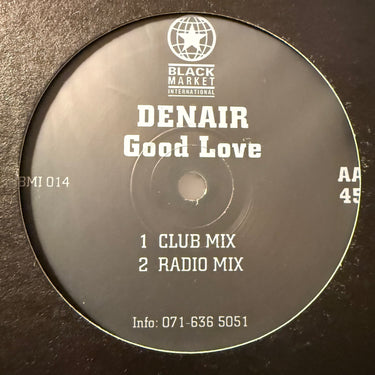 BLACK
MARKET
INTERNATIONAL
DENAIR
Good Love
BMI 014
AA
45
1 CLUB MIX
2 RADIO MIX
Info: 071-636 5051